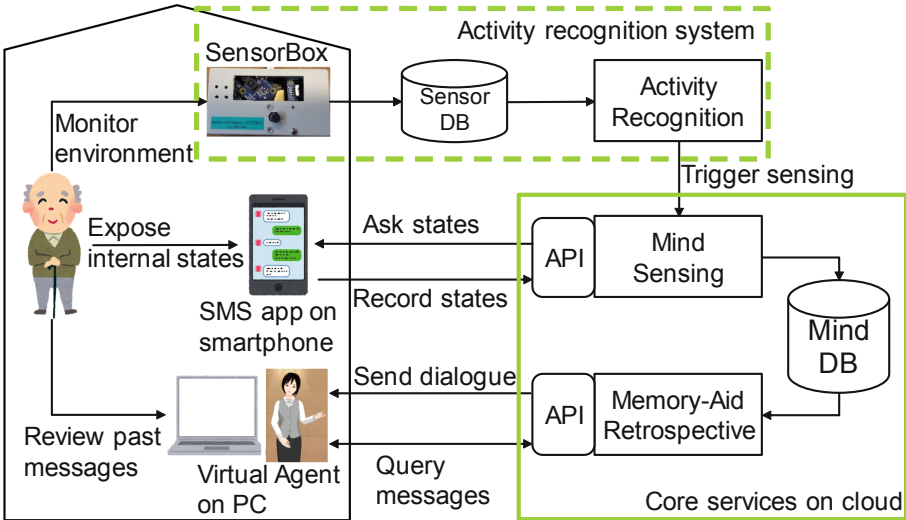 Activity recognition system
SensorBox
Sensor
DB
Activity
Recognition
Monitor
environment
Trigger sensing
Expose
internal states
Ask states
API
Mind
Sensing
Record states
SMS app on
smartphone
Mind
DB
Send dialogue
API
Memory-Aid
Retrospective
Review past
messages
Virtual Agent
on PC
Query
messages
Core services on cloud